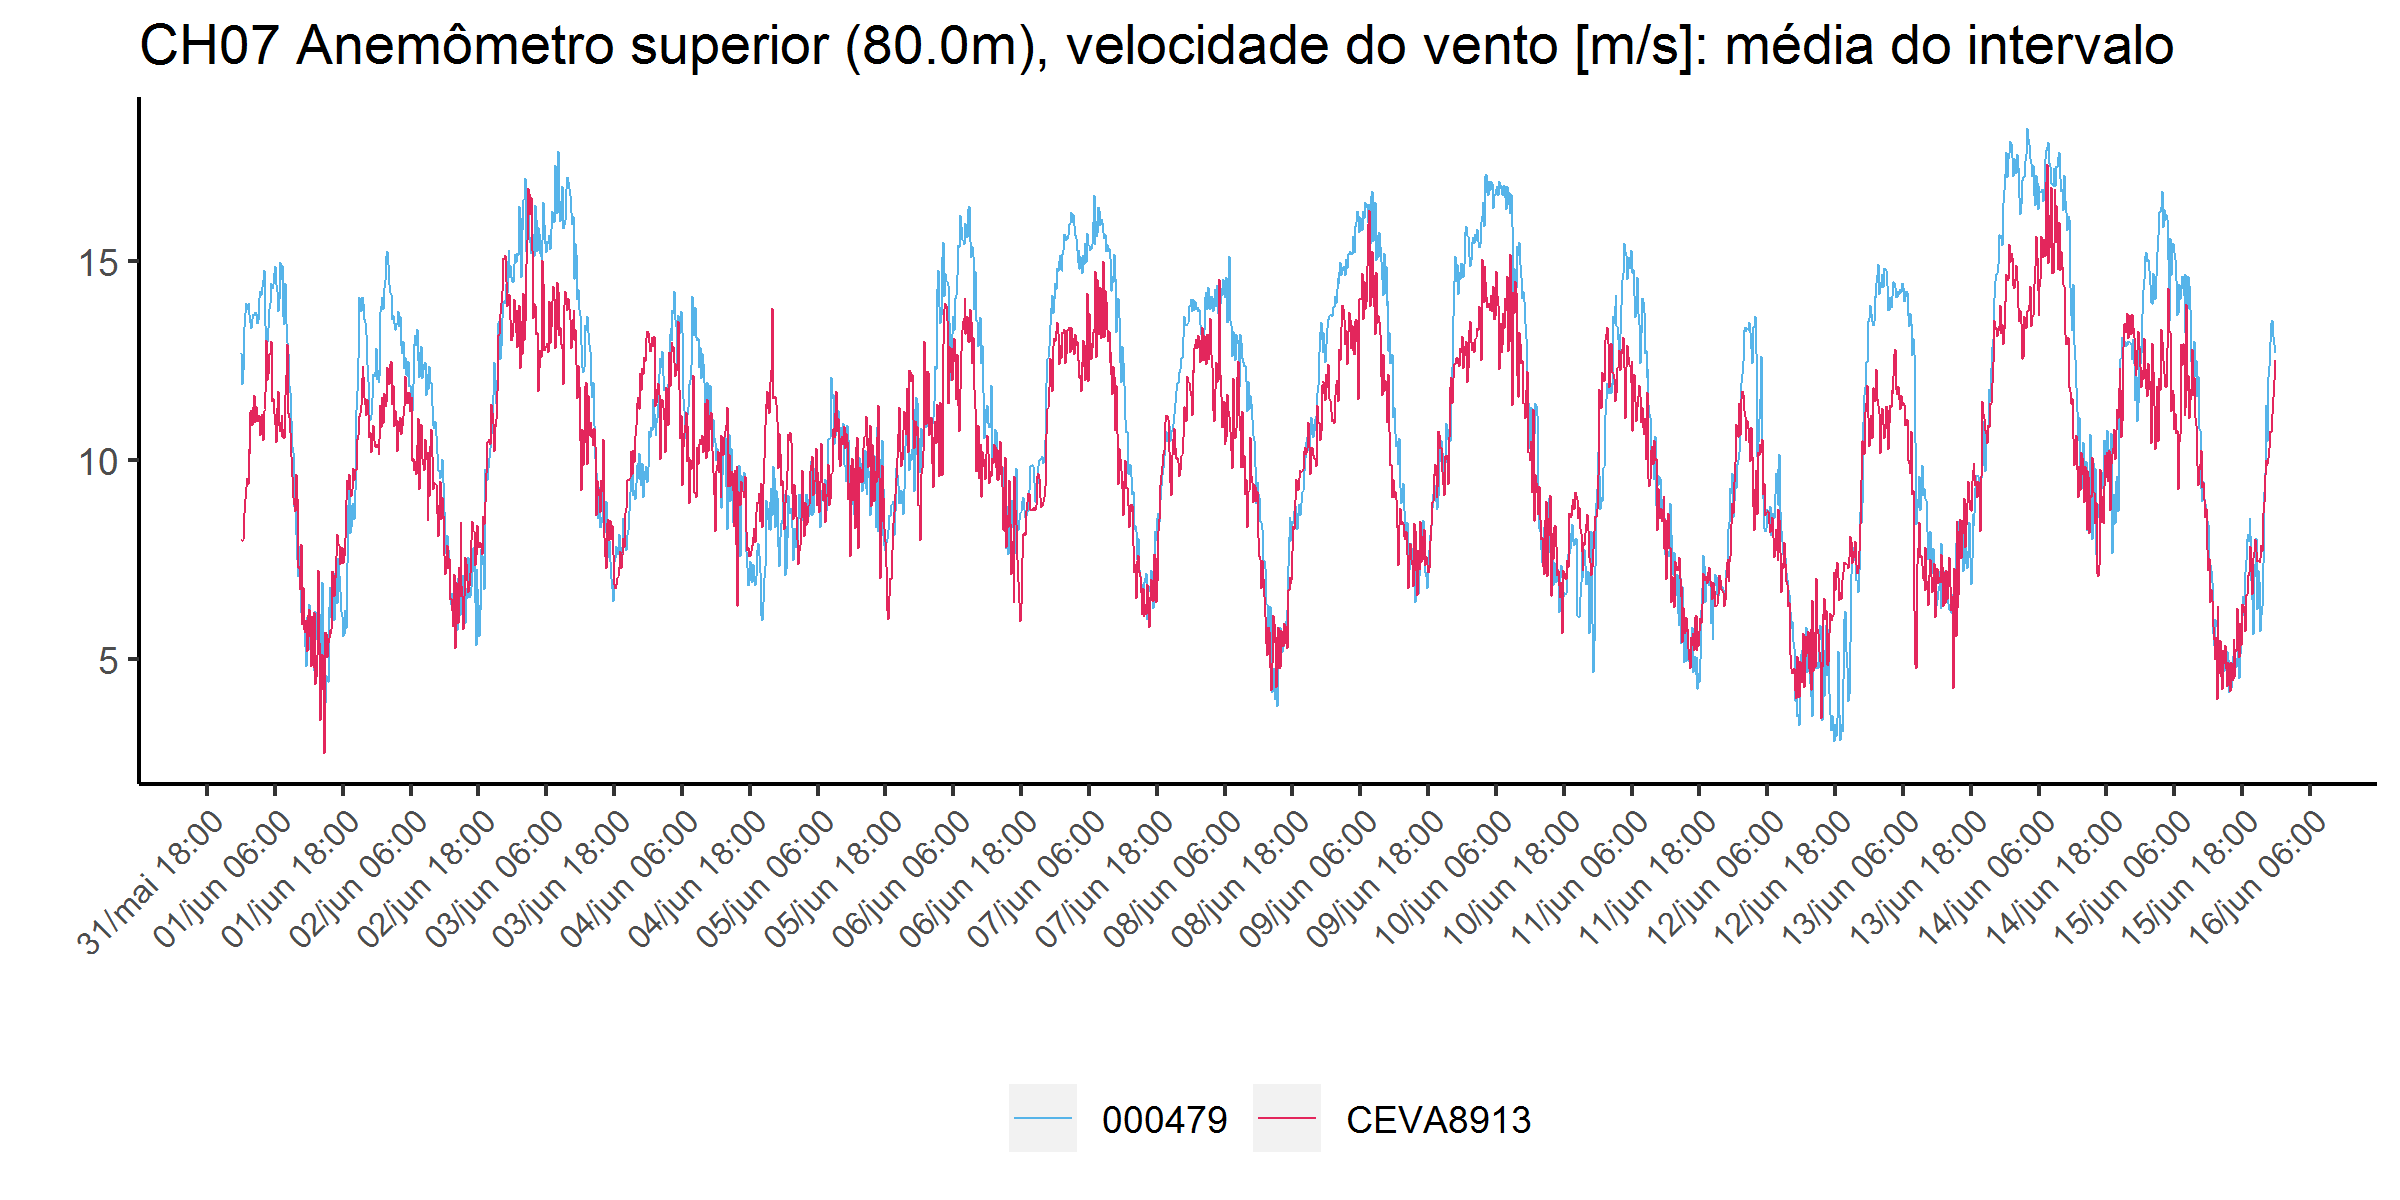 CH07 Anemômetro superior (80.0m), velocidade do vento [m/s]: média do intervalo
15
10
5
31/mai 18:00
01/jun 06:00
01/jun 18:00
02/jun 06:00
02/jun 18:00
03/jun 06:00
03/jun 18:00
04/jun 06:00
04/jun 18:00
05/jun 06:00
05/jun 18:00
06/jun 06:00
06/jun 18:00
07/jun 06:00
07/jun 18:00
08/jun 06:00
08/jun 18:00
09/jun 06:00
09/jun 18:00
10/jun 06:00
10/jun 18:00
11/jun 06:00
11/jun 18:00
12/jun 06:00
12/jun 18:00
13/jun 06:00
13/jun 18:00
14/jun 06:00
14/jun 18:00
15/jun 06:00
15/jun 18:00
16/jun 06:00
000479
CEVA8913